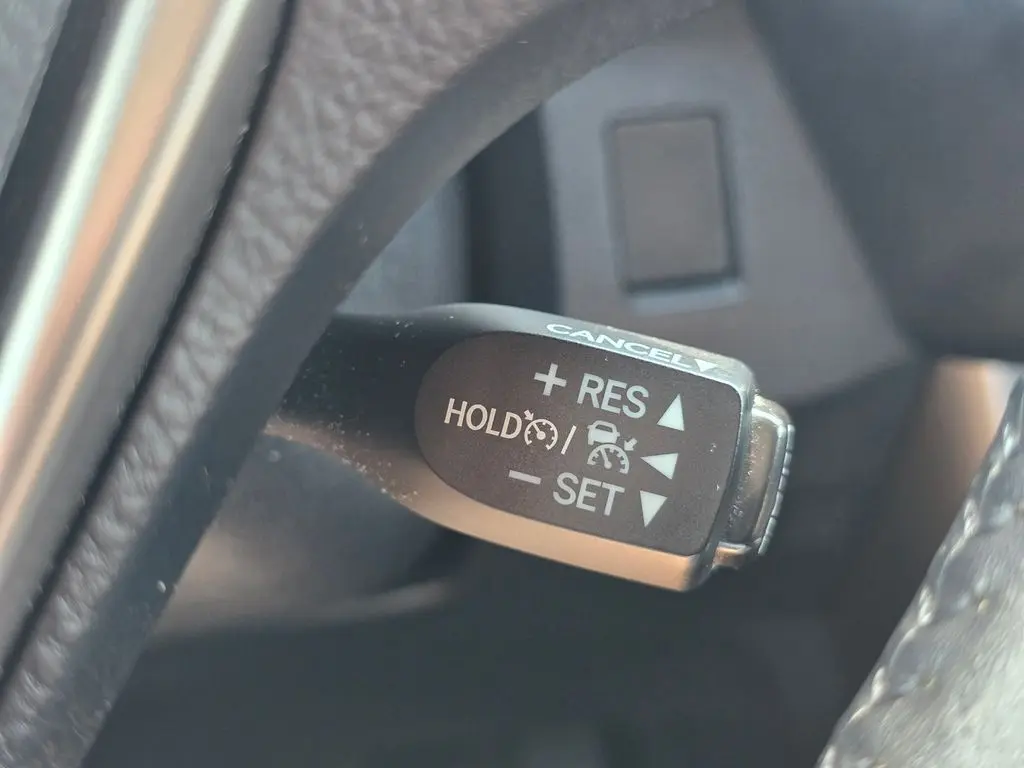 CANCEL▼
+ RES ▲
HOLD / ◀
− SET ▼